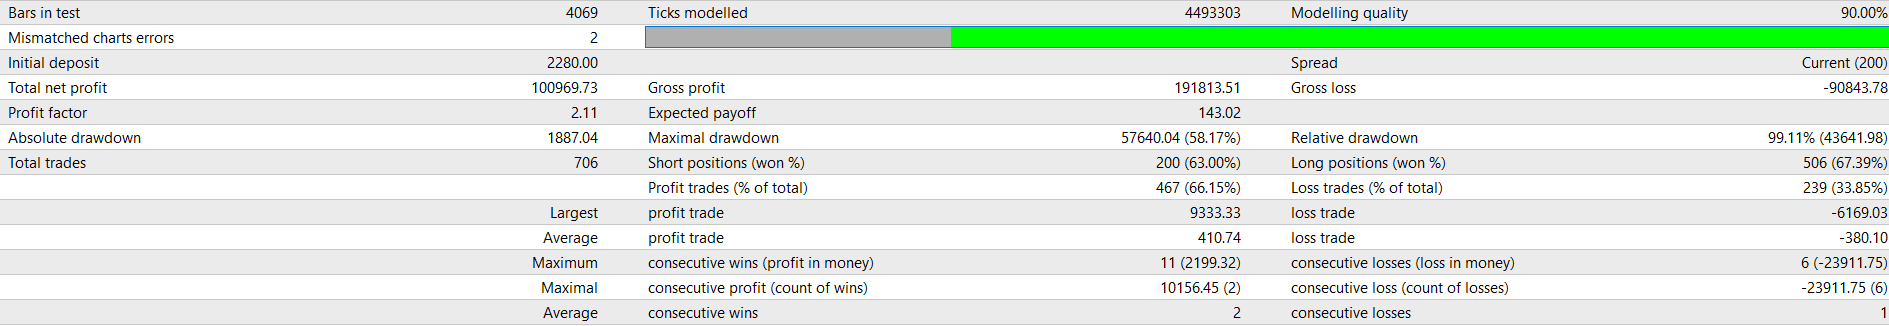 Bars in test 4069 Ticks modelled 4493303 Modelling quality 90.00%
Mismatched charts errors 2
Initial deposit 2280.00 Spread Current (200)
Total net profit 100969.73 Gross profit 191813.51 Gross loss -90843.78
Profit factor 2.11 Expected payoff 143.02
Absolute drawdown 1887.04 Maximal drawdown 57640.04 (58.17%) Relative drawdown 99.11% (43641.98)
Total trades 706 Short positions (won %) 200 (63.00%) Long positions (won %) 506 (67.39%)
Profit trades (% of total) 467 (66.15%) Loss trades (% of total) 239 (33.85%)
Largest profit trade 9333.33 loss trade -6169.03
Average profit trade 410.74 loss trade -380.10
Maximum consecutive wins (profit in money) 11 (2199.32) consecutive losses (loss in money) 6 (-23911.75)
Maximal consecutive profit (count of wins) 10156.45 (2) consecutive loss (count of losses) -23911.75 (6)
Average consecutive wins 2 consecutive losses 1